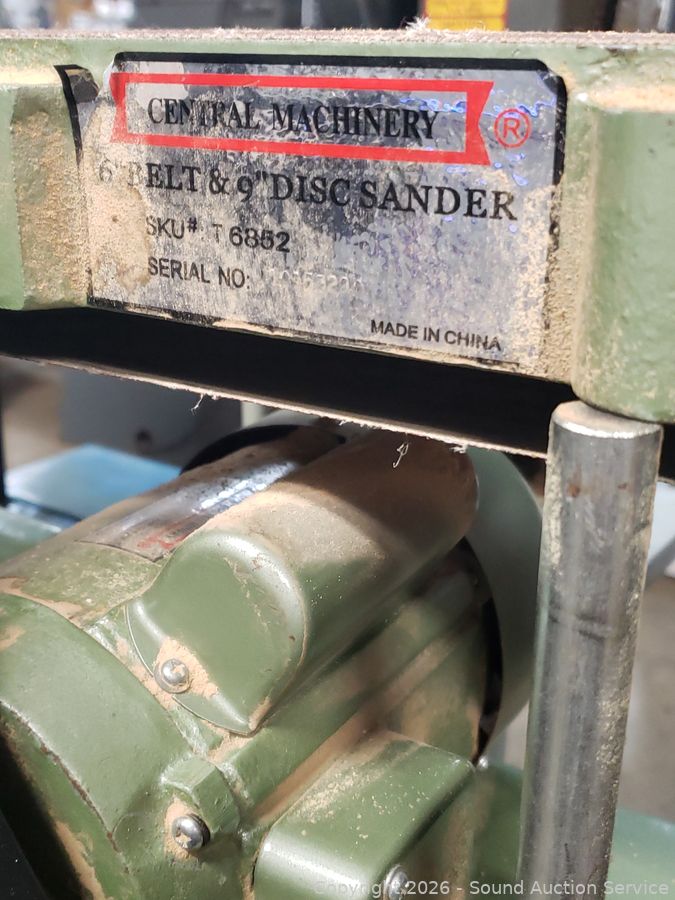 CENTRAL MACHINERY ®
6" BELT & 9" DISC SANDER
SKU# T 6852
SERIAL NO:
MADE IN CHINA
Copyright 2026 - Sound Auction Service